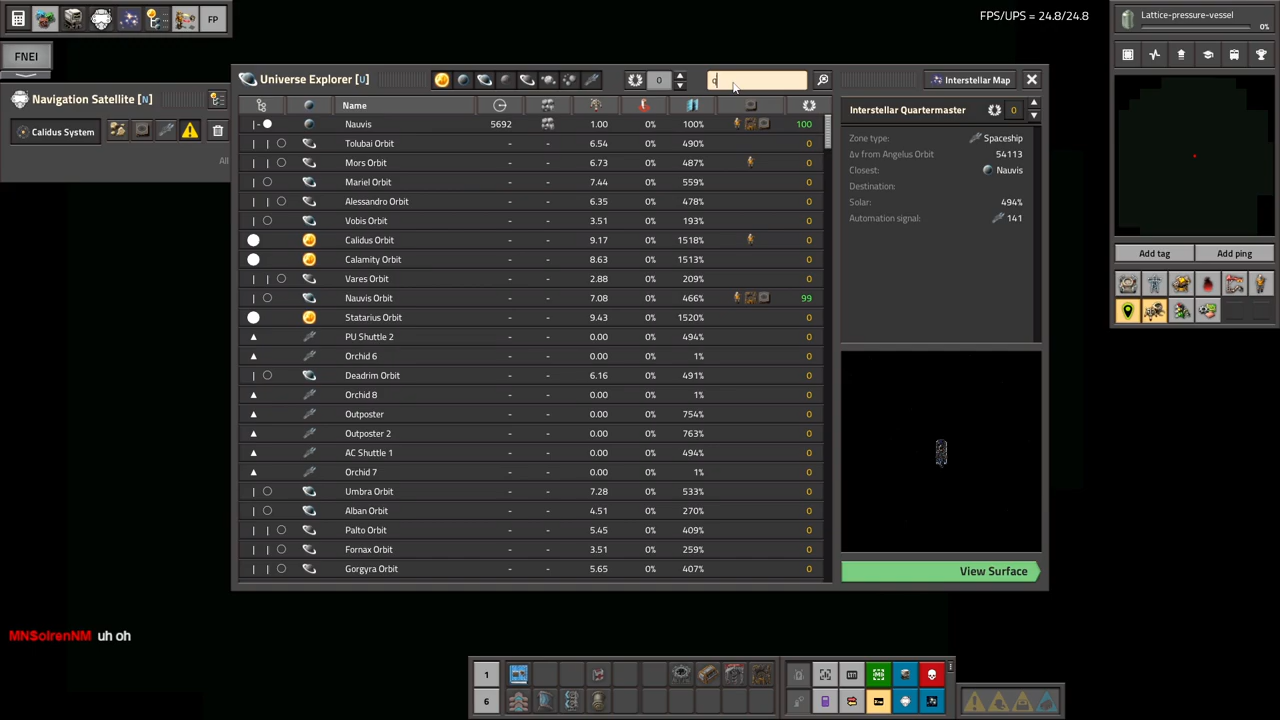 FP
FPS/UPS = 24.8/24.8
Lattice-pressure-vessel
0%
FNEI
Navigation Satellite [N]
Calidus System
All
Universe Explorer [U]
0
Interstellar Map
Name
Nauvis 5692 1.00 0% 100% 100
Tolubai Orbit - - 6.54 0% 490% 0
Mors Orbit - - 6.73 0% 487% 0
Mariel Orbit - - 7.44 0% 559% 0
Alessandro Orbit - - 6.35 0% 478% 0
Vobis Orbit - - 3.51 0% 193% 0
Calidus Orbit - - 9.17 0% 1518% 0
Calamity Orbit - - 8.63 0% 1513% 0
Vares Orbit - - 2.88 0% 209% 0
Nauvis Orbit - - 7.08 0% 466% 99
Statarius Orbit - - 9.43 0% 1520% 0
PU Shuttle 2 - - 0.00 0% 494% 0
Orchid 6 - - 0.00 0% 1% 0
Deadrim Orbit - - 6.16 0% 491% 0
Orchid 8 - - 0.00 0% 1% 0
Outposter - - 0.00 0% 754% 0
Outposter 2 - - 0.00 0% 763% 0
AC Shuttle 1 - - 0.00 0% 494% 0
Orchid 7 - - 0.00 0% 1% 0
Umbra Orbit - - 7.28 0% 533% 0
Alban Orbit - - 4.51 0% 270% 0
Palto Orbit - - 5.45 0% 409% 0
Fornax Orbit - - 3.51 0% 259% 0
Gorgyra Orbit - - 5.65 0% 407% 0
Interstellar Quartermaster 0
Zone type: Spaceship
Δv from Angelus Orbit 54113
Closest: Nauvis
Destination:
Solar: 494%
Automation signal: 141
View Surface
Add tag
Add ping
MNSolrenNM uh oh
1
6